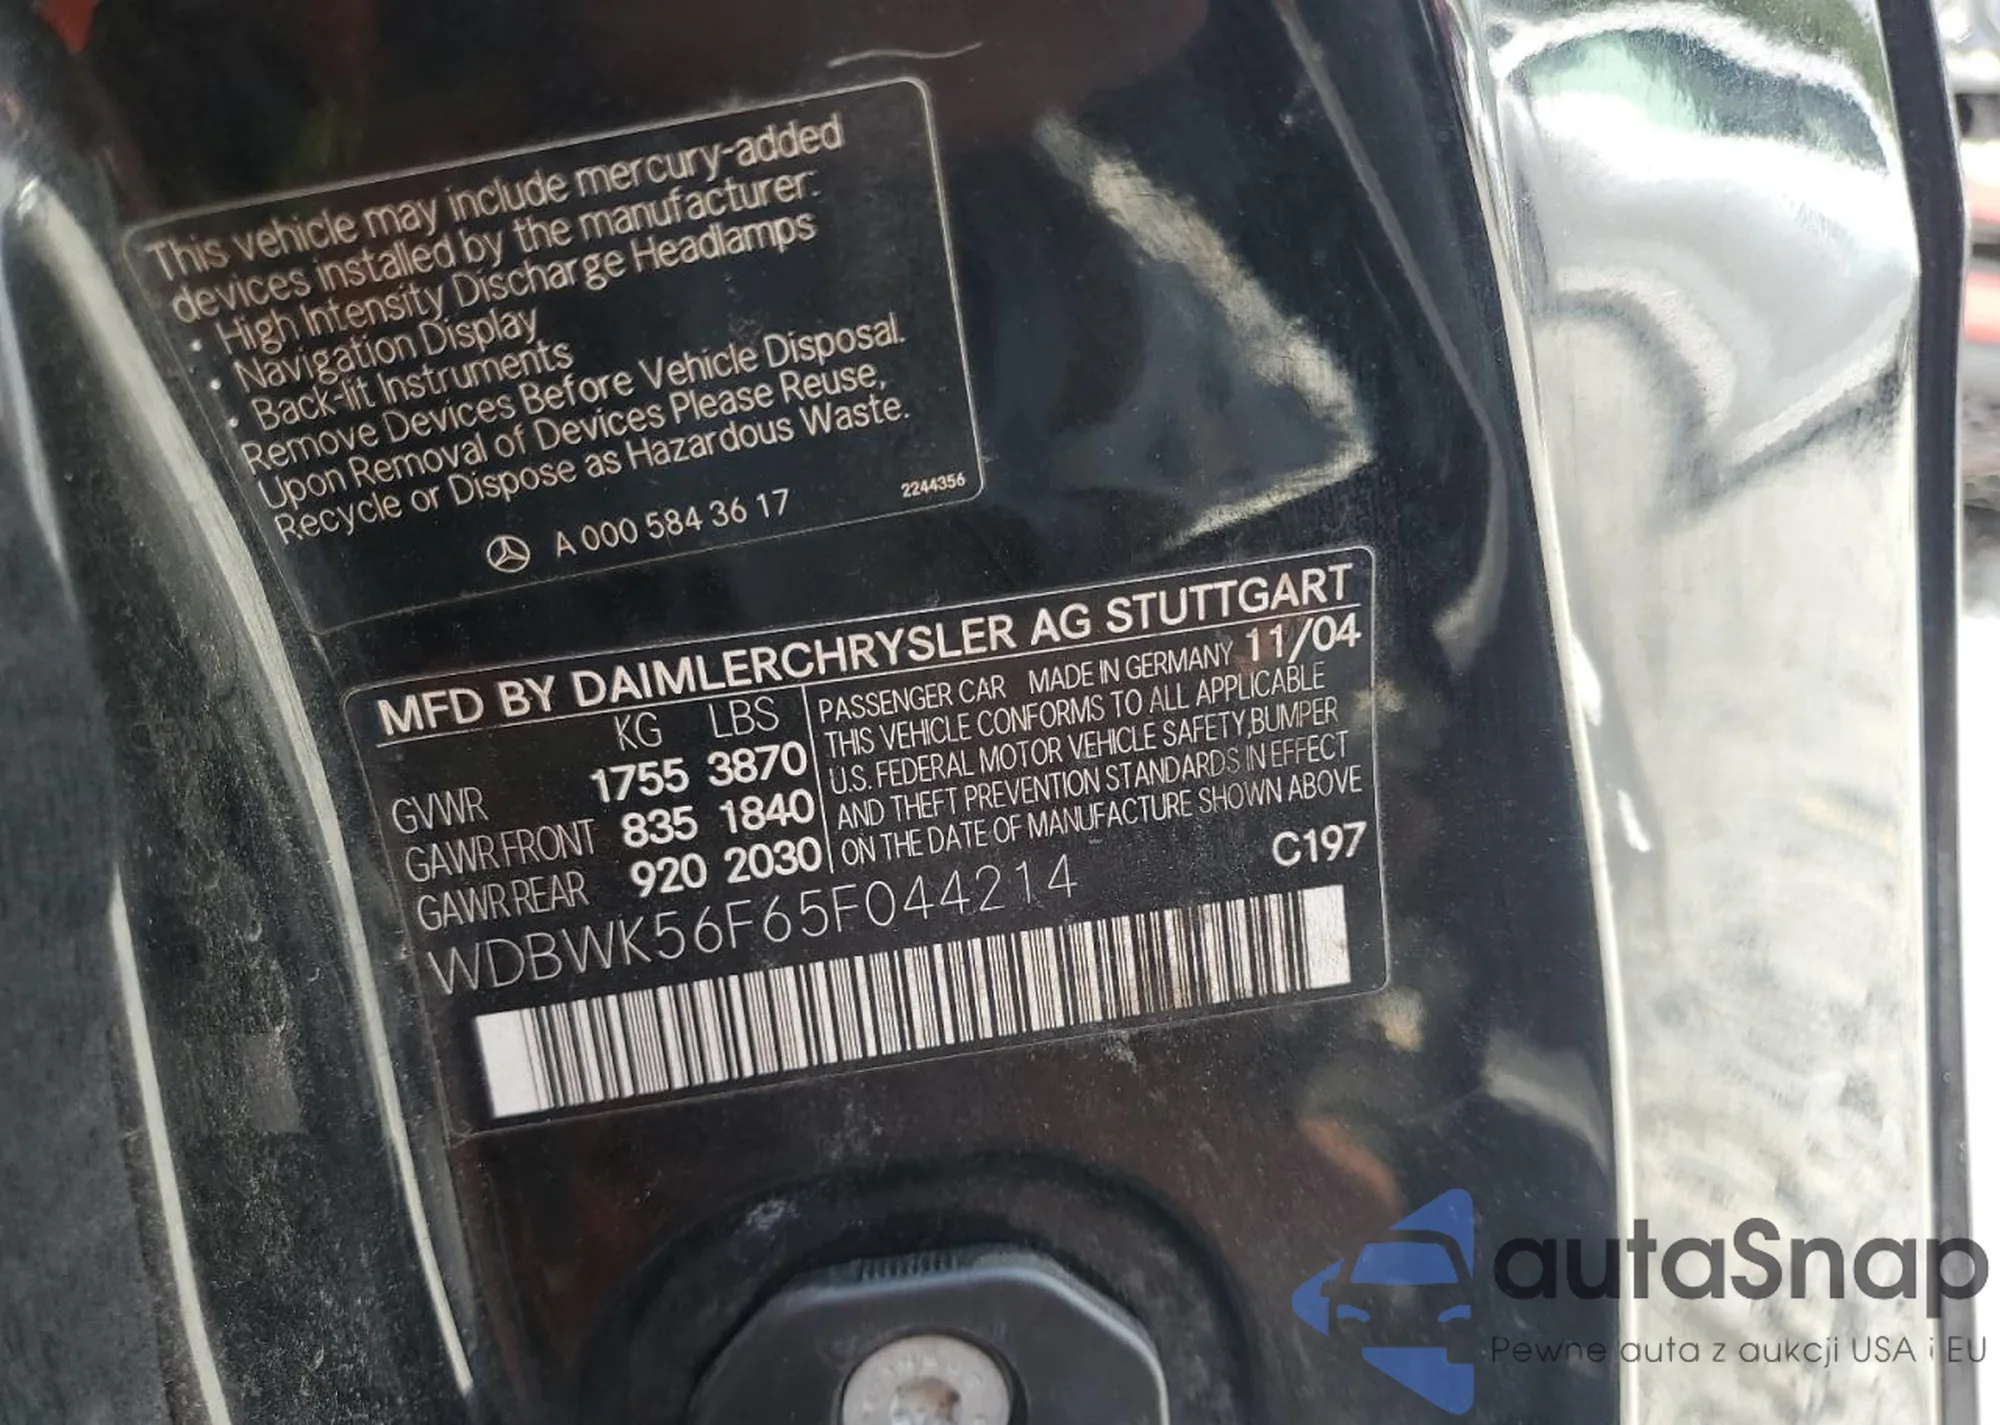 This vehicle may include mercury-added
devices installed by the manufacturer:
• High Intensity Discharge Headlamps
• Navigation Display
• Back-lit Instruments
Remove Devices Before Vehicle Disposal.
Upon Removal of Devices Please Reuse,
Recycle or Dispose as Hazardous Waste.
A 000 584 36 17
2244356
MFD BY DAIMLERCHRYSLER AG STUTTGART
KG LBS
GVWR 1755 3870
GAWR FRONT 835 1840
GAWR REAR 920 2030
PASSENGER CAR MADE IN GERMANY 11/04
THIS VEHICLE CONFORMS TO ALL APPLICABLE
U.S. FEDERAL MOTOR VEHICLE SAFETY,BUMPER
AND THEFT PREVENTION STANDARDS IN EFFECT
ON THE DATE OF MANUFACTURE SHOWN ABOVE
WDBWK56F65F044214
C197
autaSnap
Pewne auta z aukcji USA i EU